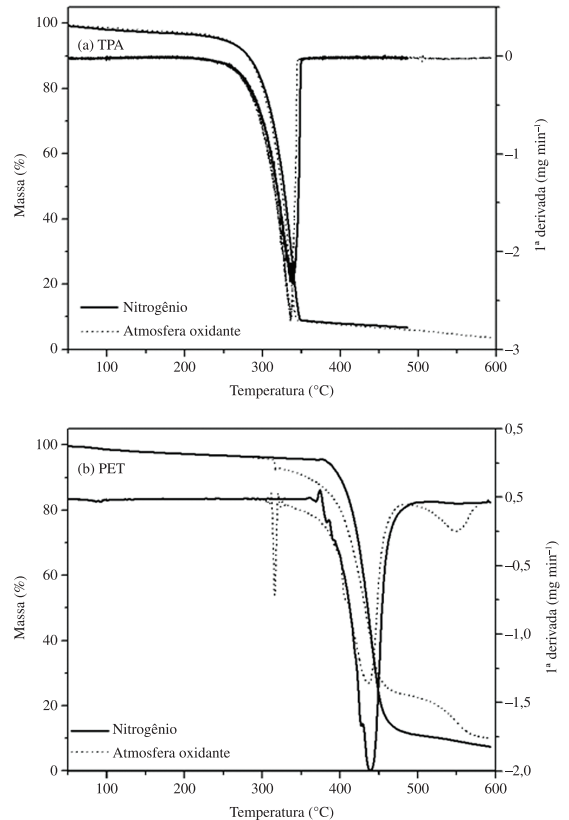 100
80
60
40
20
0
Massa (%)
(a) TPA
Nitrogênio
Atmosfera oxidante
0
–1
–2
–3
1ª derivada (mg min⁻¹)
100
200
300
400
500
600
Temperatura (°C)
100
80
60
40
20
0
Massa (%)
(b) PET
Nitrogênio
Atmosfera oxidante
0,5
0,5
–0,5
–1,0
–1,5
–2,0
1ª derivada (mg min⁻¹)
100
200
300
400
500
600
Temperatura (°C)